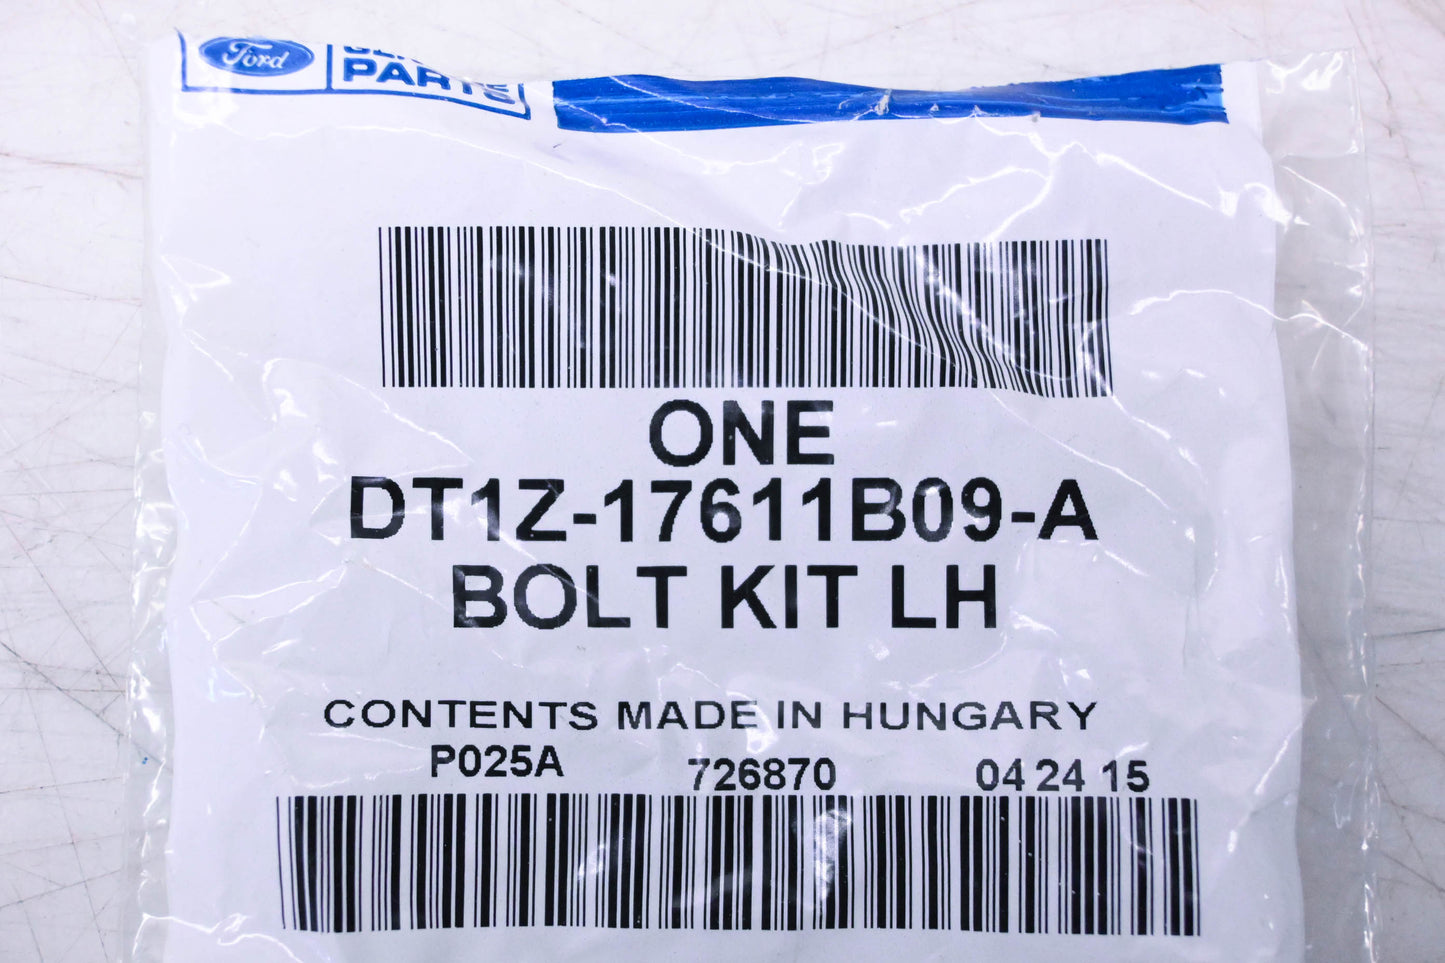 Ford
PARTS
ONE
DT1Z-17611B09-A
BOLT KIT LH
CONTENTS MADE IN HUNGARY
P025A 726870 04 24 15